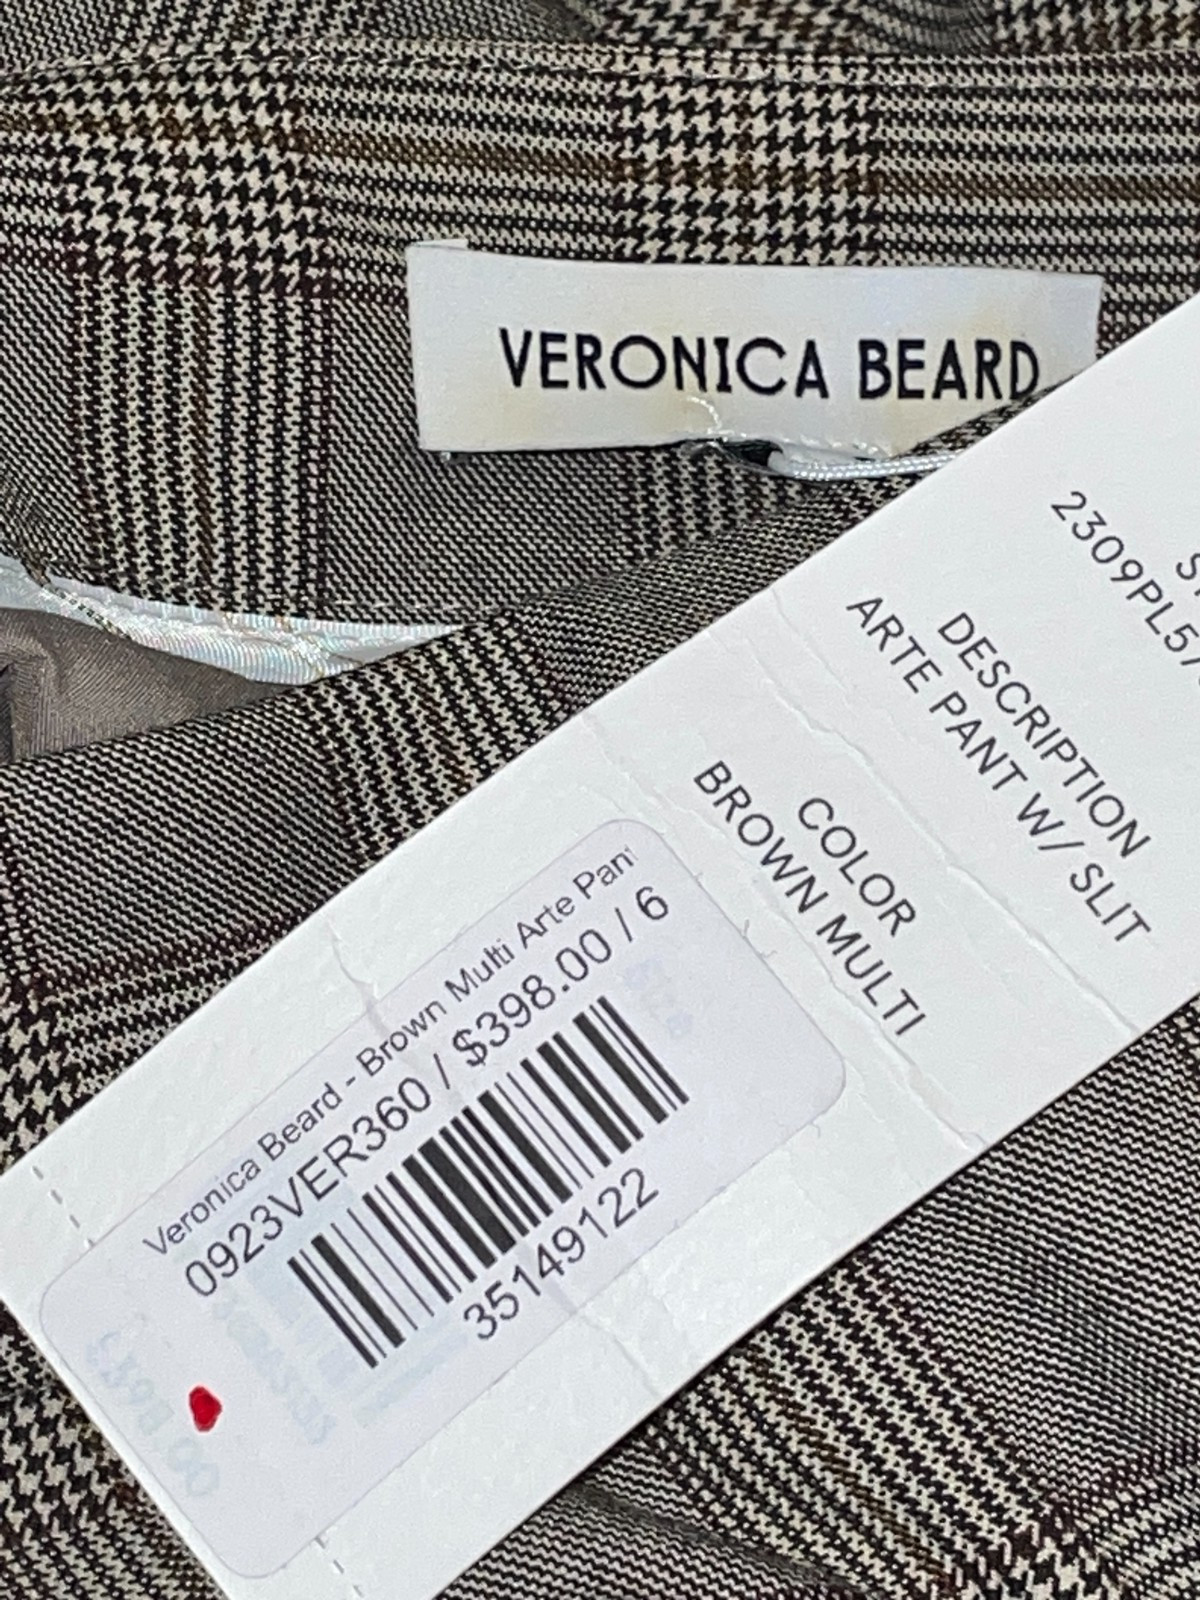 VERONICA BEARD
DESCRIPTION
ARTE PANT W/ SLIT
COLOR
BROWN MULTI
Veronica Beard - Brown Multi Arte Pant
0923VER360 / $398.00 / 6
35149122